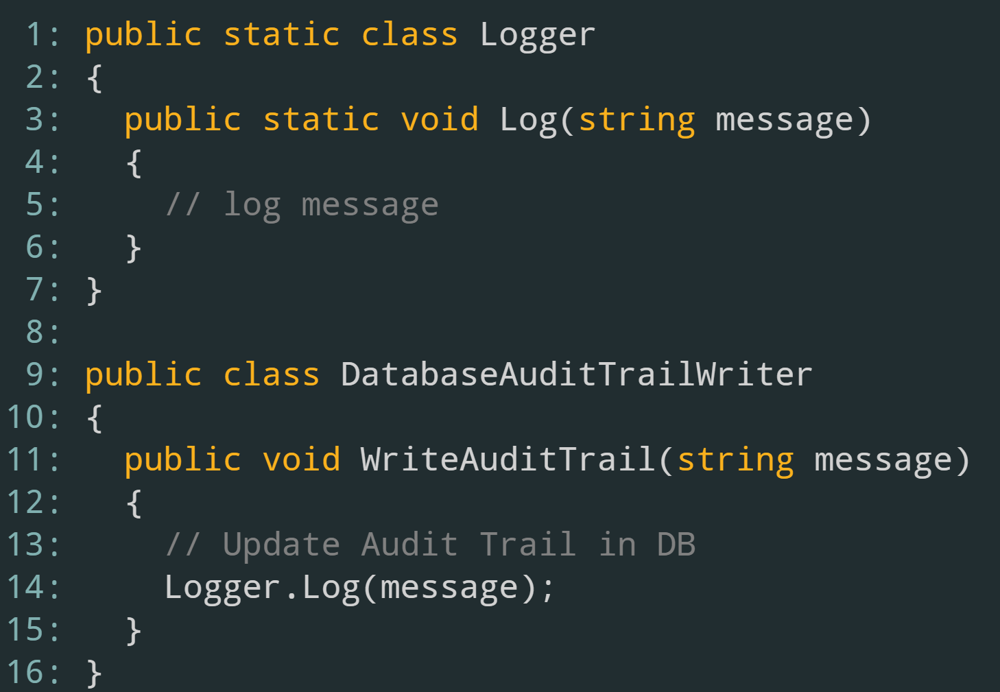 1: public static class Logger
2: {
3:   public static void Log(string message)
4:   {
5:     // log message
6:   }
7: }
8:
9: public class DatabaseAuditTrailWriter
10: {
11:   public void WriteAuditTrail(string message)
12:   {
13:     // Update Audit Trail in DB
14:     Logger.Log(message);
15:   }
16: }